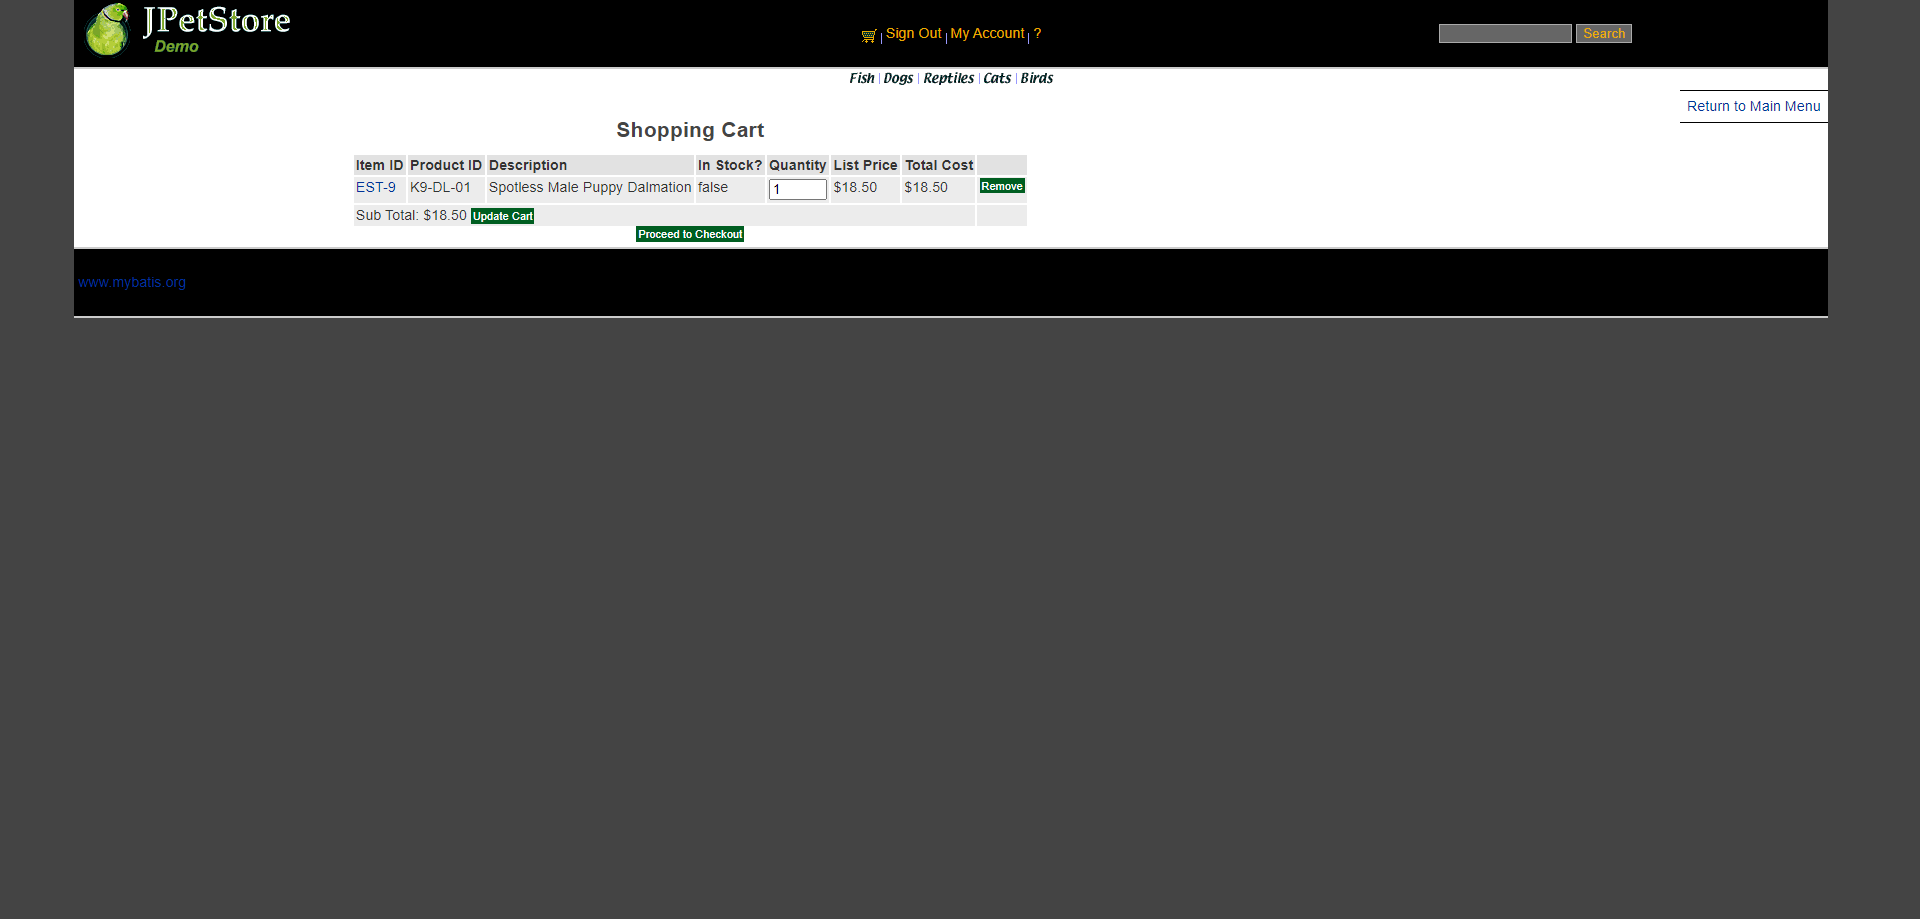 JPetStore
Demo
Sign Out My Account ?
Search
Fish Dogs Reptiles Cats Birds
Return to Main Menu
Shopping Cart
Item ID Product ID Description In Stock? Quantity List Price Total Cost
EST-9 K9-DL-01 Spotless Male Puppy Dalmation false 1 $18.50 $18.50 Remove
Sub Total: $18.50 Update Cart
Proceed to Checkout
www.mybatis.org